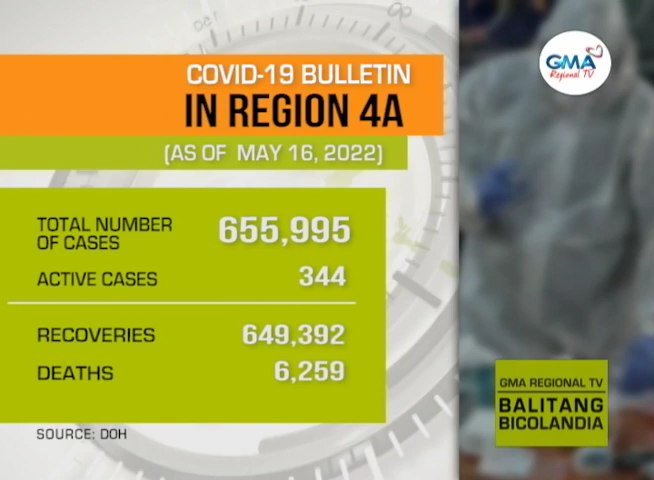 COVID-19 BULLETIN
IN REGION 4A
(AS OF MAY 16, 2022)
GMA
Regional TV
TOTAL NUMBER
OF CASES
655,995
ACTIVE CASES 344
RECOVERIES 649,392
DEATHS 6,259
SOURCE: DOH
GMA REGIONAL TV
BALITANG
BICOLANDIA